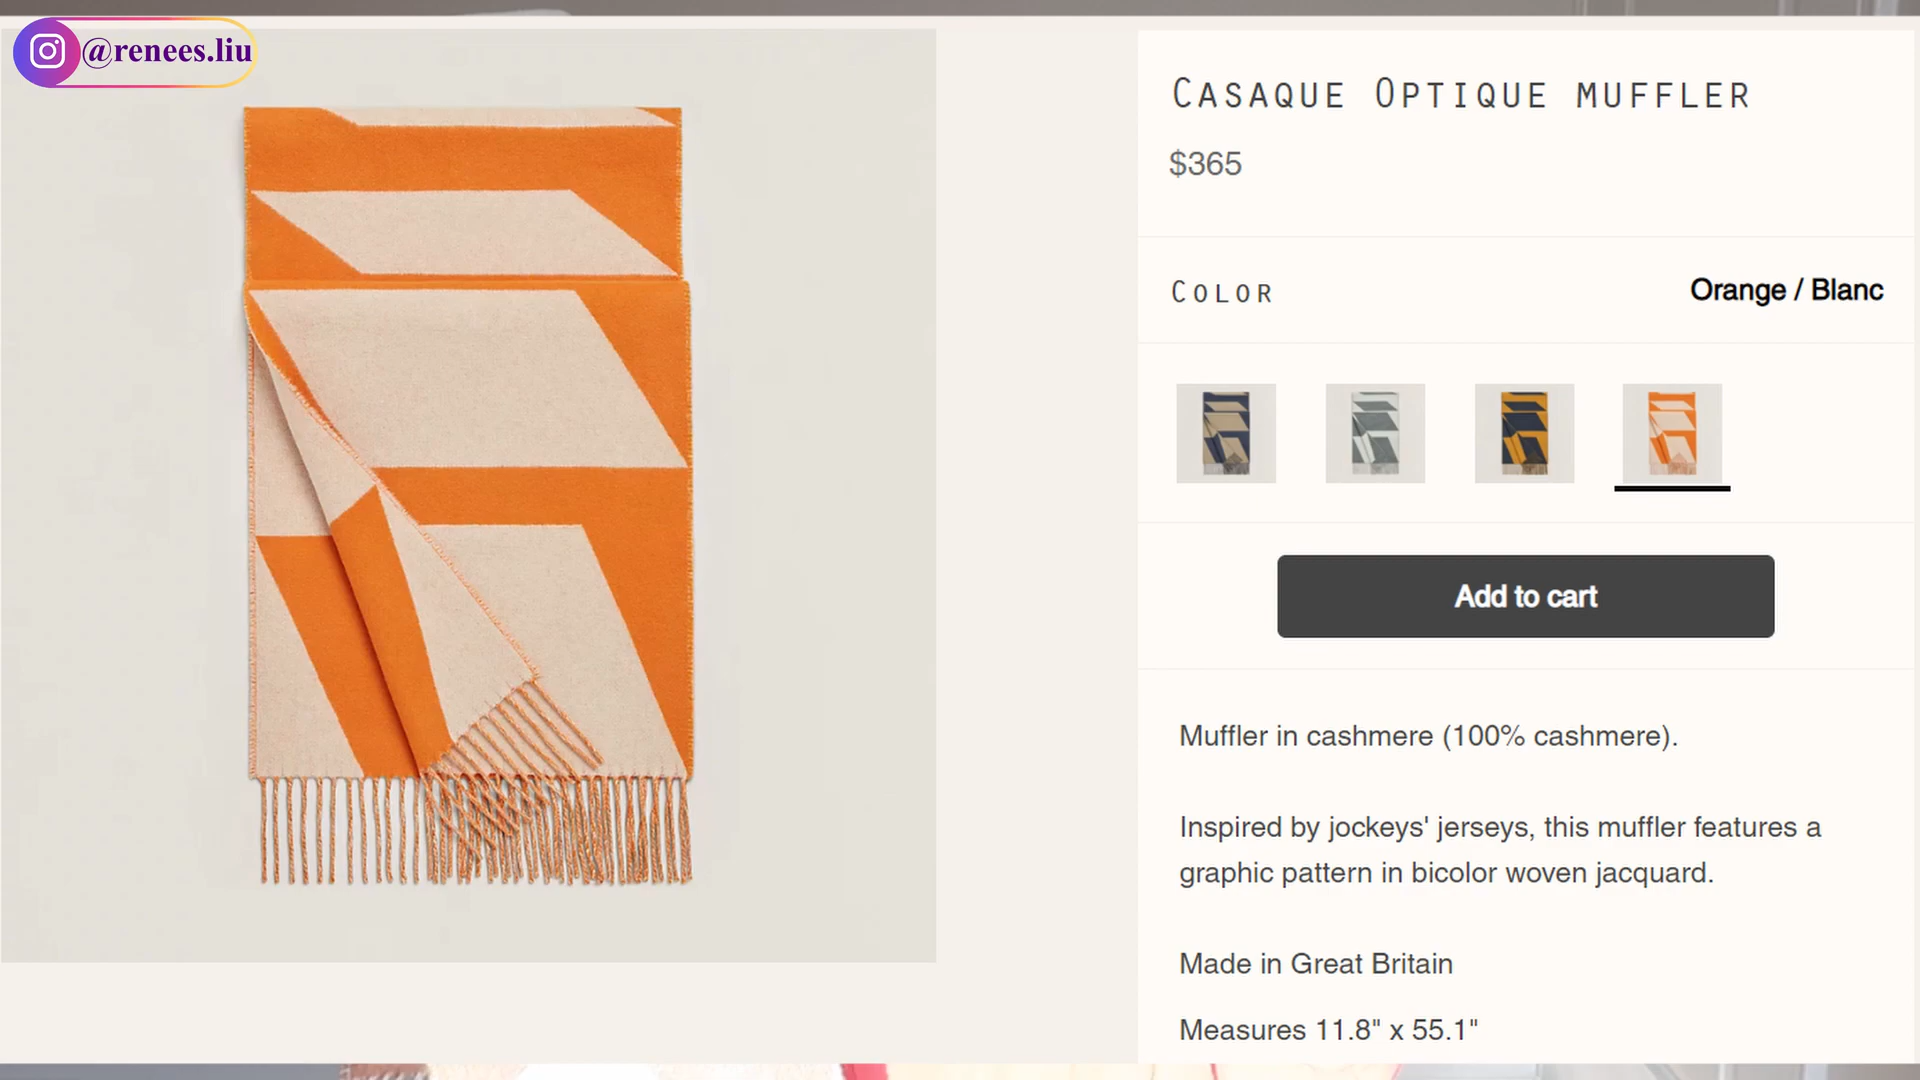 @renees.liu
Casaque Optique muffler
$365
Color
Orange / Blanc
Add to cart
Muffler in cashmere (100% cashmere).
Inspired by jockeys' jerseys, this muffler features a
graphic pattern in bicolor woven jacquard.
Made in Great Britain
Measures 11.8" x 55.1"